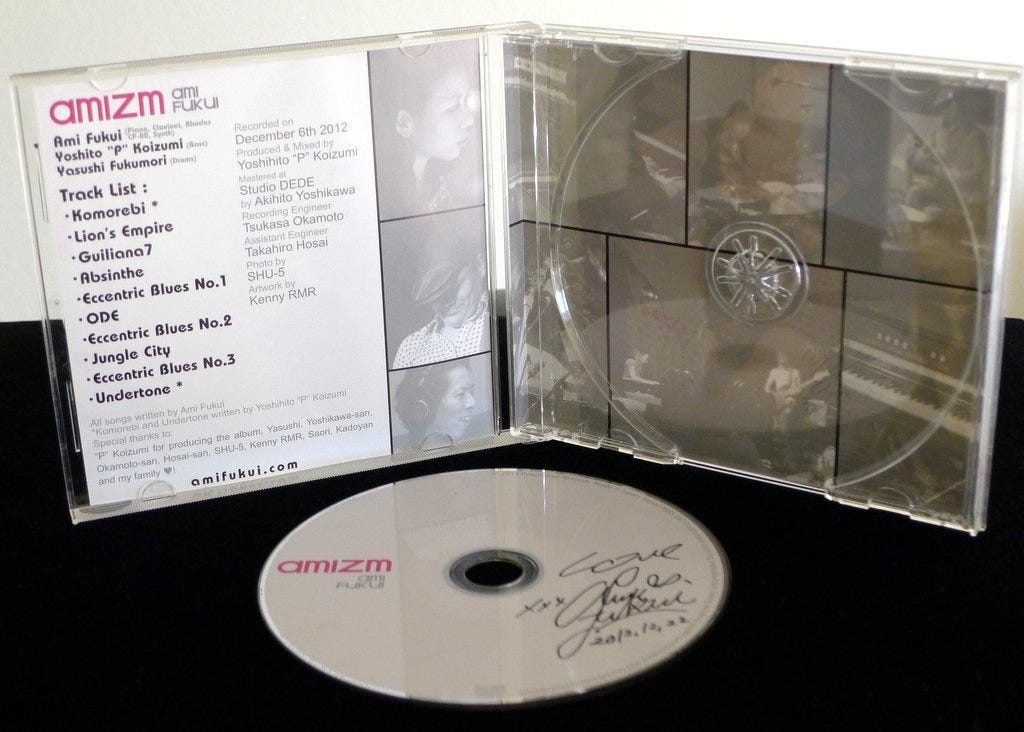 amizm ami
FUKUI
Ami Fukui (Piano, Clavinet, Rhodes
CP-80, Synth)
Yoshito "P" Koizumi (Bass)
Yasushi Fukumori (Drums)
Track List :
·Komorebi *
·Lion's Empire
·Guiliana7
·Absinthe
·Eccentric Blues No.1
·ODE
·Eccentric Blues No.2
·Jungle City
·Eccentric Blues No.3
·Undertone *
Recorded on
December 6th 2012
Produced & Mixed by
Yoshihito "P" Koizumi
Mastered at
Studio DEDE
by Akihito Yoshikawa
Recording Engineer
Tsukasa Okamoto
Assistant Engineer
Takahiro Hosai
Photo by
SHU-5
Artwork by
Kenny RMR
All songs written by Ami Fukui
*Komorebi and Undertone written by Yoshihito "P" Koizumi
Special thanks to:
"P" Koizumi for producing the album, Yasushi, Yoshikawa-san,
Okamoto-san, Hosai-san, SHU-5, Kenny RMR, Saori, Kadoyan
and my family ♥!
amifukui.com
amizm
ami
FUKUI
Love
Ami
xxx Fukui
2012.12.22